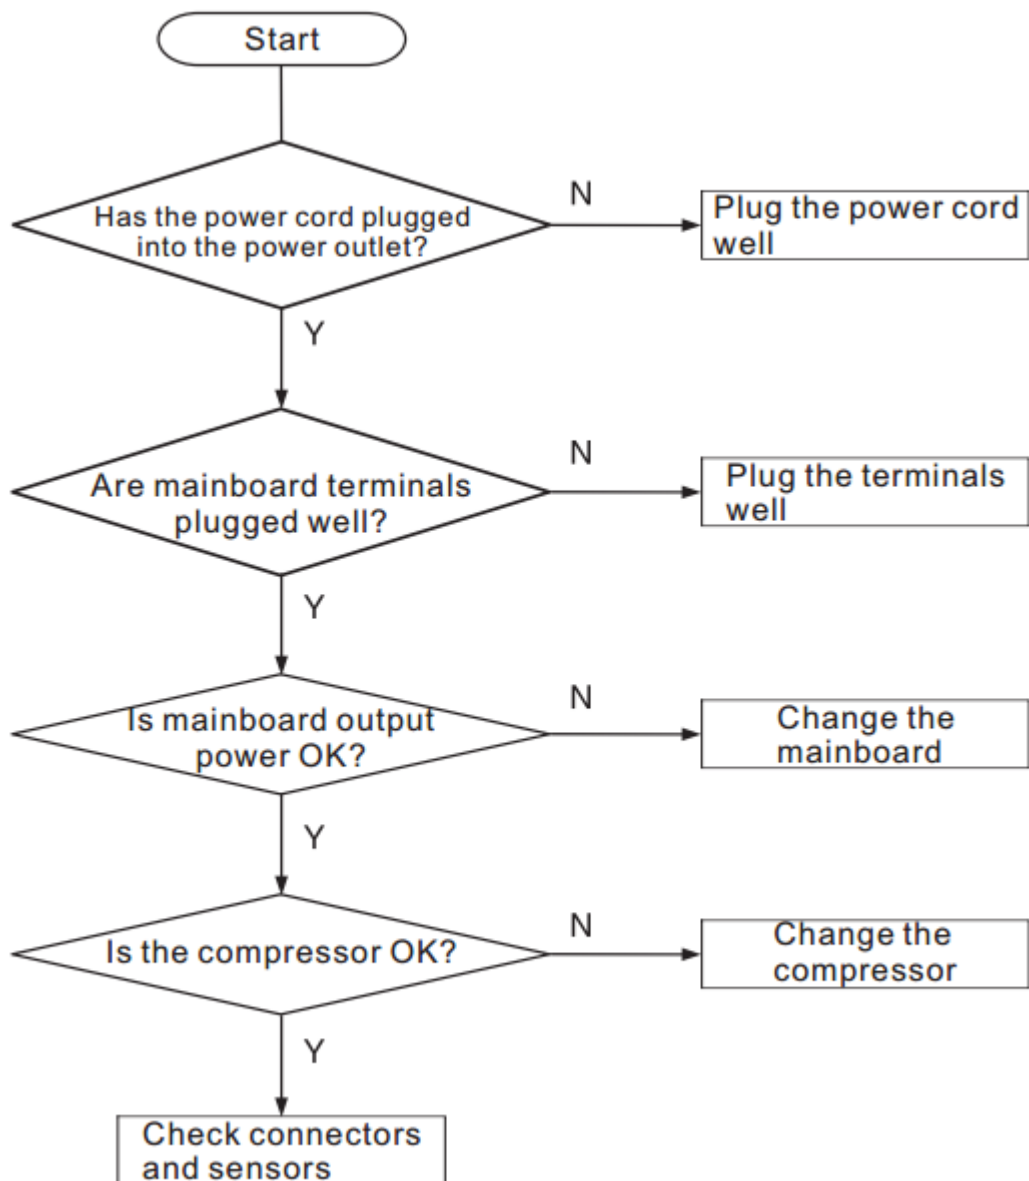 Start
Has the power cord plugged
into the power outlet?
N
Plug the power cord
well
Y
Are mainboard terminals
plugged well?
N
Plug the terminals
well
Y
Is mainboard output
power OK?
N
Change the
mainboard
Y
Is the compressor OK?
N
Change the
compressor
Y
Check connectors
and sensors